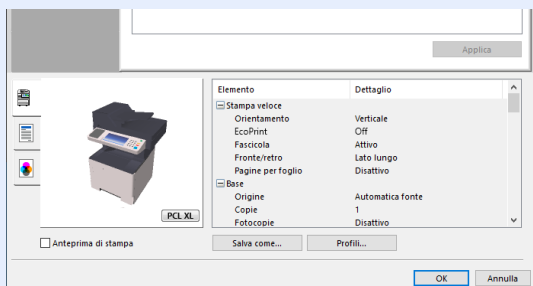 Applica
Elemento Dettaglio
Stampa veloce
Orientamento Verticale
EcoPrint Off
Fascicola Attivo
Fronte/retro Lato lungo
Pagine per foglio Disattivo
Base
Origine Automatica fonte
Copie 1
Fotocopie Disattivo
PCL XL
Anteprima di stampa Salva come... Profili...
OK Annulla